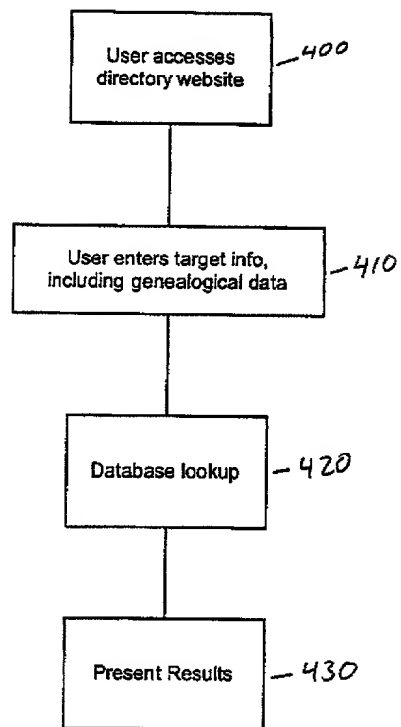 User accesses
directory website
400
User enters target info,
including genealogical data
410
Database lookup
420
Present Results
430